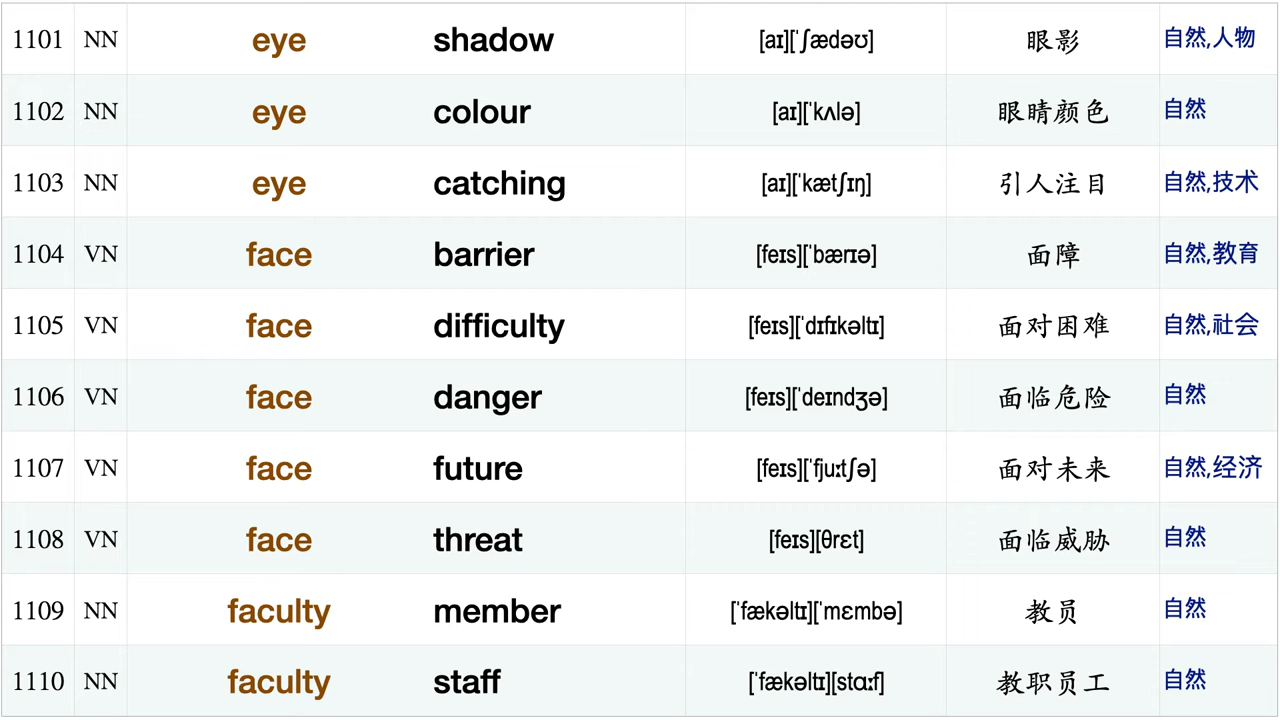 1101 NN eye shadow [aɪ][ˈʃædəʊ] 眼影 自然,人物
1102 NN eye colour [aɪ][ˈkʌlə] 眼睛颜色 自然
1103 NN eye catching [aɪ][ˈkætʃɪŋ] 引人注目 自然,技术
1104 VN face barrier [feɪs][ˈbærɪə] 面障 自然,教育
1105 VN face difficulty [feɪs][ˈdɪfɪkəltɪ] 面对困难 自然,社会
1106 VN face danger [feɪs][ˈdeɪndʒə] 面临危险 自然
1107 VN face future [feɪs][ˈfjuːtʃə] 面对未来 自然,经济
1108 VN face threat [feɪs][θrɛt] 面临威胁 自然
1109 NN faculty member [ˈfækəltɪ][ˈmɛmbə] 教员 自然
1110 NN faculty staff [ˈfækəltɪ][stɑːf] 教职员工 自然